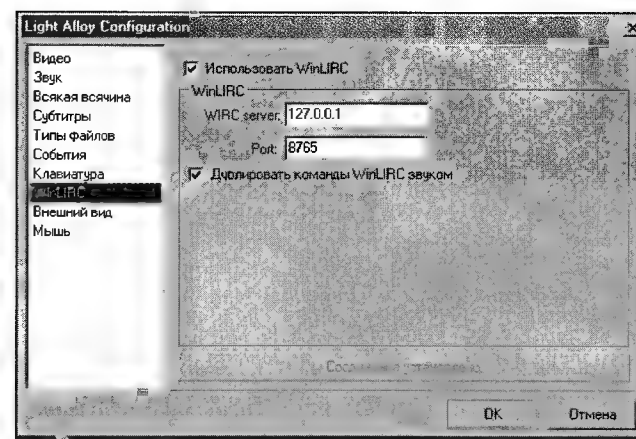 Light Alloy Configuration
Видео
Звук
Всякая всячина
Субтитры
Типы файлов
События
Клавиатура
WinLIRC
Внешний вид
Мышь
Использовать WinLIRC
WinLIRC
WIRC server: 127.0.0.1
Port: 8765
Дублировать команды WinLIRC звуком
OK
Отмена